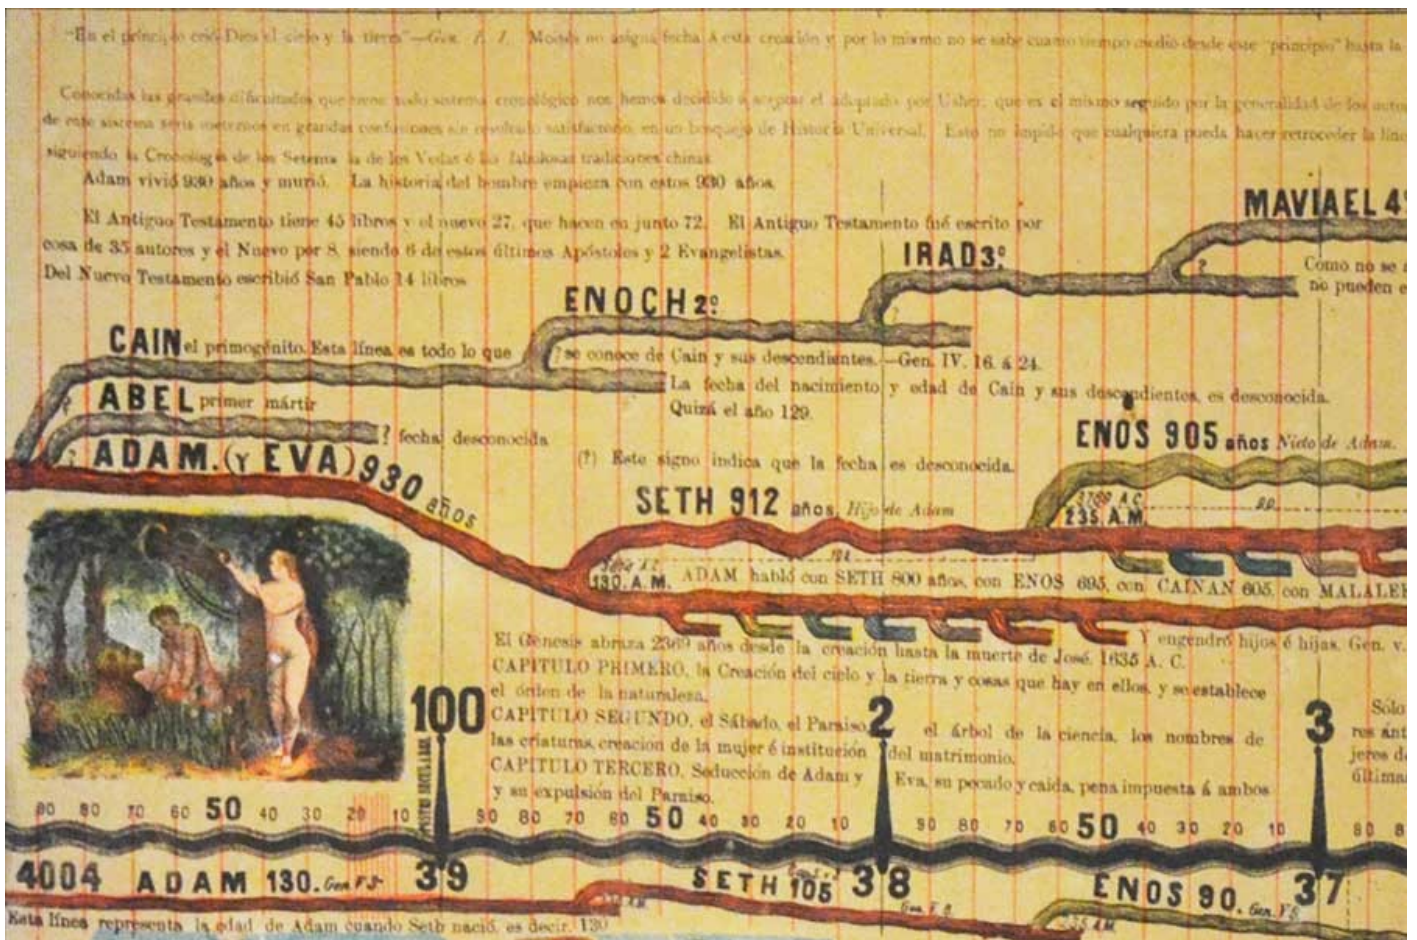 "En el principio crió Dios el cielo y la tierra"—Gen. I. 1. Moisés no asigna fecha á esta creación y por lo mismo no se sabe cuanto tiempo medio desde este "principio" hasta la
Conocidas las grandes dificultades que tiene todo sistema cronológico nos hemos decidido á aceptar el adoptado por Usher, que es el mismo seguido por la generalidad de los
de este sistema sería meternos en grandes confusiones sin resultado satisfactorio, en un bosquejo de Historia Universal. Esto no impide que cualquiera pueda hacer retroceder la
siguiendo la Cronología de los Setenta la de los Vedas ó las fabulosas tradiciones chinas
Adam vivió 930 años y murió. La historia del hombre empieza con estos 930 años.
El Antiguo Testamento tiene 45 libros y el nuevo 27, que hacen en junto 72. El Antiguo Testamento fué escrito por
cosa de 35 autores y el Nuevo por 8, siendo 6 de estos últimos Apóstoles y 2 Evangelistas.
Del Nuevo Testamento escribió San Pablo 14 libros
MAVIAEL 4º
IRAD 3º
Como no se
no pueden
ENOCH 2º
CAIN el primogénito. Esta línea es todo lo que
? se conoce de Cain y sus descendientes.—Gen. IV. 16. á 24.
La fecha del nacimiento y edad de Cain y sus descendientes, es desconocida.
Quizá el año 129.
ABEL primer mártir
? fecha desconocida
ADAM. (Y EVA) 930 años
(?) Este signo indica que la fecha es desconocida.
ENOS 905 años Nieto de Adam.
3769 A.C.
235 A.M.
90
SETH 912 años Hijo de Adam
130. A.M.
ADAM habló con SETH 800 años, con ENOS 695, con CAINAN 605, con MALALEE
Y engendró hijos é hijas. Gen. v.
El Génesis abraza 2369 años desde la creación hasta la muerte de José. 1635 A. C.
CAPITULO PRIMERO, la Creación del cielo y la tierra y cosas que hay en ellos, y se establece
el órden de la naturaleza.
CAPITULO SEGUNDO, el Sábado, el Paraiso, el árbol de la ciencia, los nombres de
las criaturas, creacion de la mujer é institución del matrimonio.
CAPITULO TERCERO, Seducción de Adam y Eva, su pecado y caida, pena impuesta á ambos
y su expulsión del Paraiso.
100
2
3
Sólo
res
jeres
90 80 70 60 50 40 30 20 10 90 80 70 60 50 40 30 20 10 90 80 70 60 50 40 30 20 10 80
4004 ADAM 130. Gen V-3 39 SETH 105 38 ENOS 90. Gen. V.9. 37
Gen. V. 6.
Esta línea representa la edad de Adam cuando Seth nació, es decir, 130